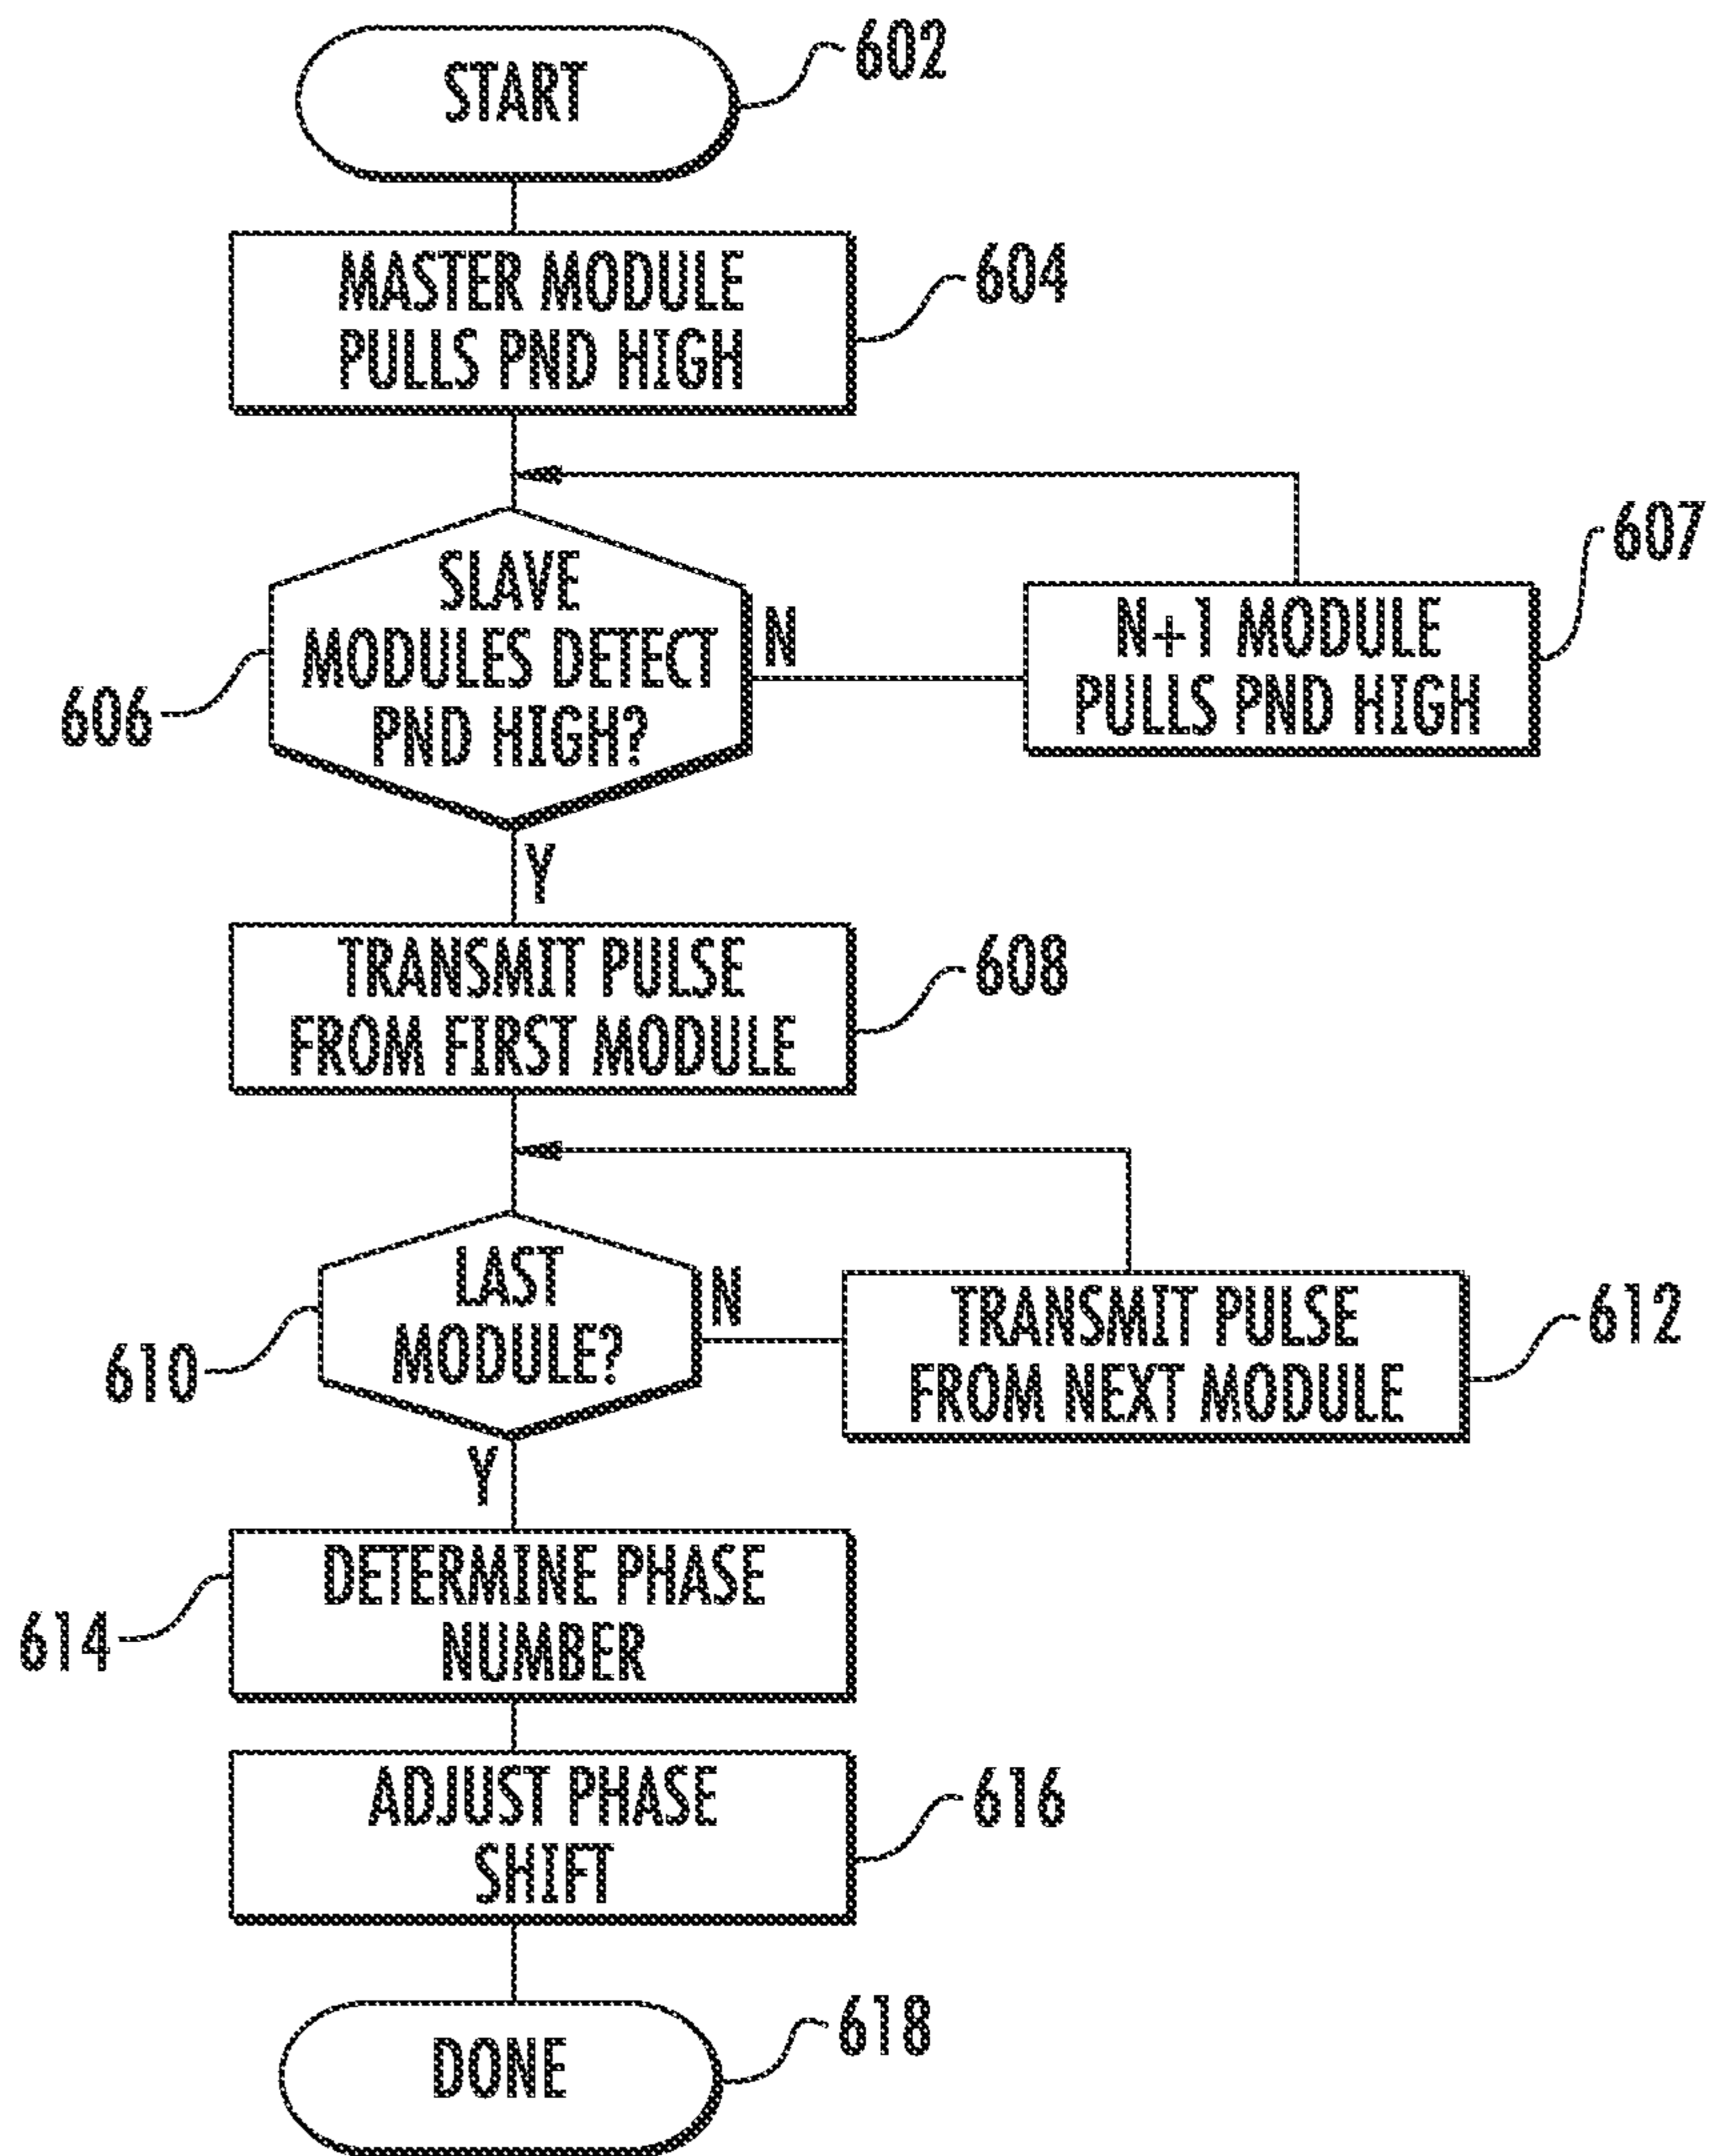 START
602
MASTER MODULE
PULLS PND HIGH
604
SLAVE
MODULES DETECT
PND HIGH?
606
N
N+1 MODULE
PULLS PND HIGH
607
Y
TRANSMIT PULSE
FROM FIRST MODULE
608
LAST
MODULE?
610
N
TRANSMIT PULSE
FROM NEXT MODULE
612
Y
DETERMINE PHASE
NUMBER
614
ADJUST PHASE
SHIFT
616
DONE
618